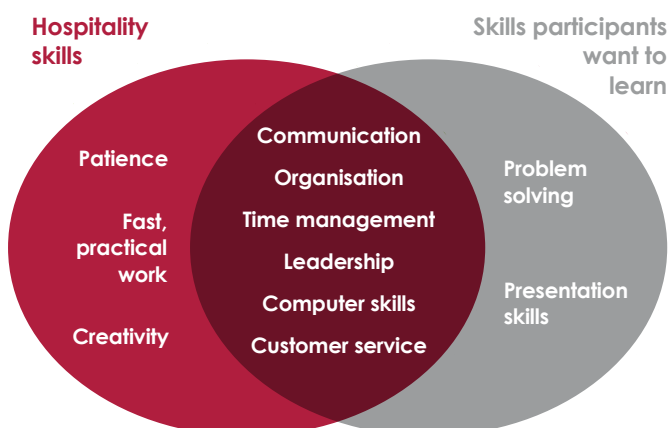 Hospitality
skills
Skills participants
want to
learn
Patience
Fast,
practical
work
Creativity
Communication
Organisation
Time management
Leadership
Computer skills
Customer service
Problem
solving
Presentation
skills